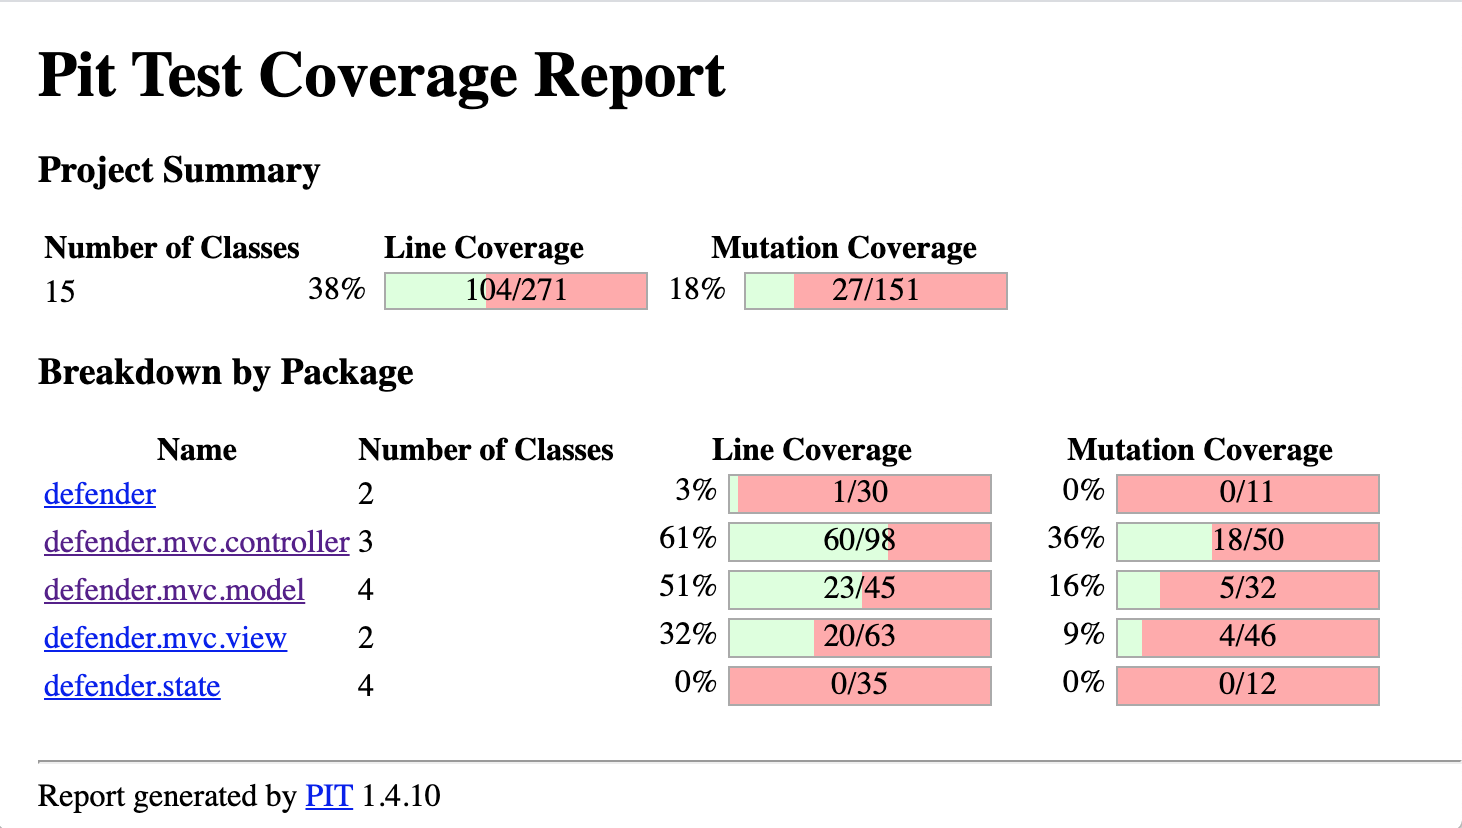 Pit Test Coverage Report
Project Summary
Number of Classes Line Coverage Mutation Coverage
15 38% 104/271 18% 27/151
Breakdown by Package
Name Number of Classes Line Coverage Mutation Coverage
defender 2 3% 1/30 0% 0/11
defender.mvc.controller 3 61% 60/98 36% 18/50
defender.mvc.model 4 51% 23/45 16% 5/32
defender.mvc.view 2 32% 20/63 9% 4/46
defender.state 4 0% 0/35 0% 0/12
Report generated by PIT 1.4.10